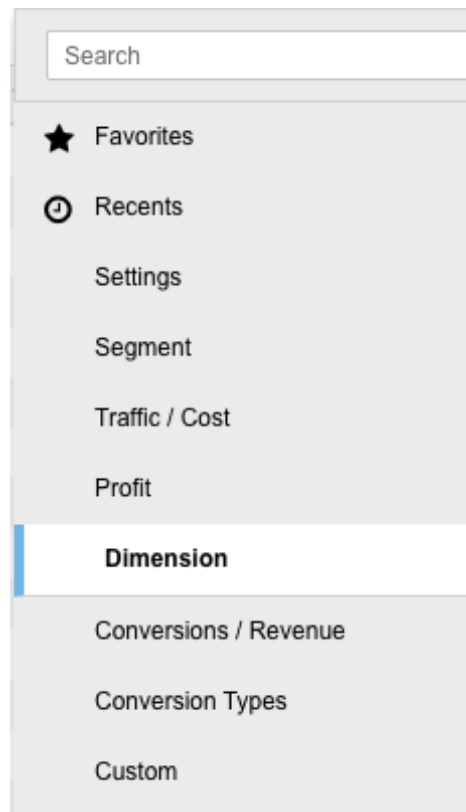 Search
Favorites
Recents
Settings
Segment
Traffic / Cost
Profit
Dimension
Conversions / Revenue
Conversion Types
Custom